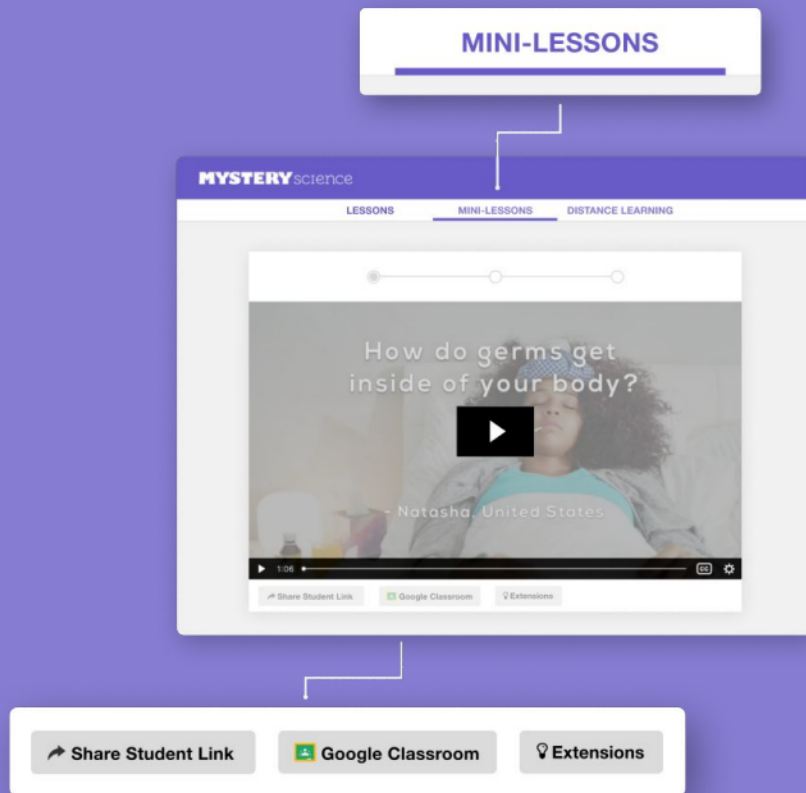 MINI-LESSONS
MYSTERY science
LESSONS MINI-LESSONS DISTANCE LEARNING
How do germs get
inside of your body?
- Natasha, United States
1:06 CC
Share Student Link Google Classroom Extensions
Share Student Link Google Classroom Extensions